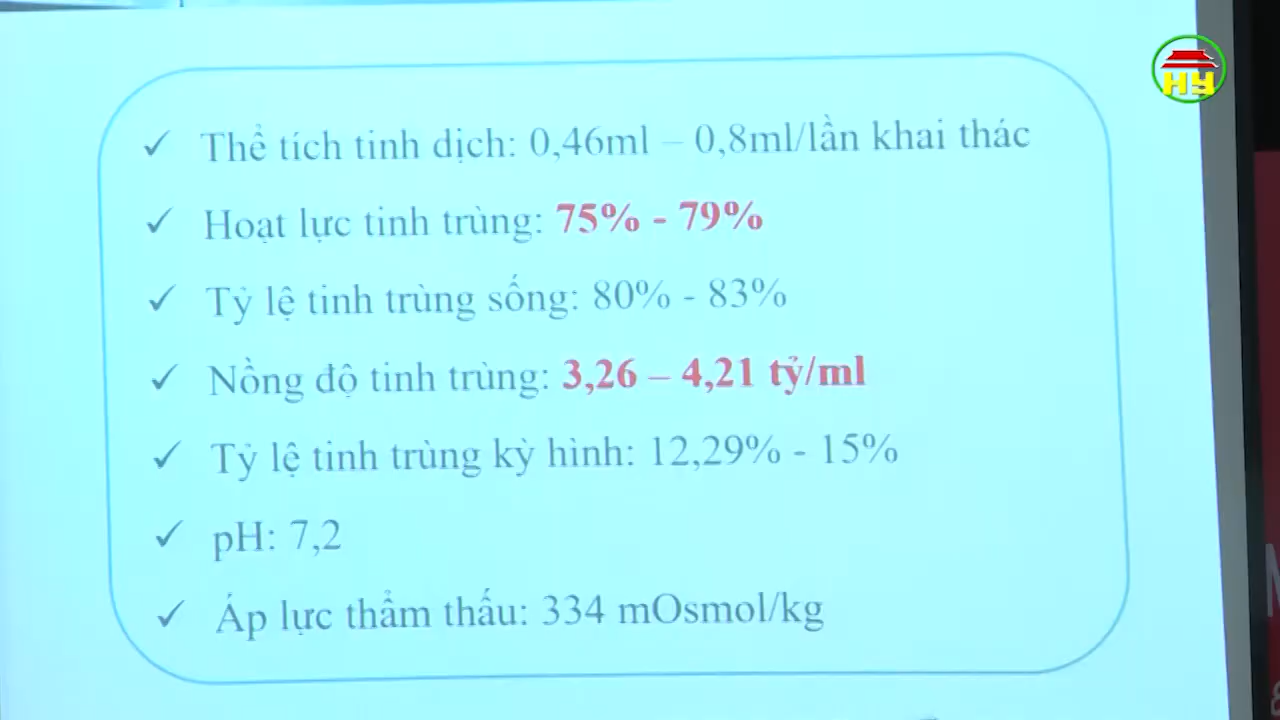 HY
Thể tích tinh dịch: 0,46ml – 0,8ml/lần khai thác
Hoạt lực tinh trùng: 75% - 79%
Tỷ lệ tinh trùng sống: 80% - 83%
Nồng độ tinh trùng: 3,26 – 4,21 tỷ/ml
Tỷ lệ tinh trùng kỳ hình: 12,29% - 15%
pH: 7,2
Áp lực thẩm thấu: 334 mOsmol/kg